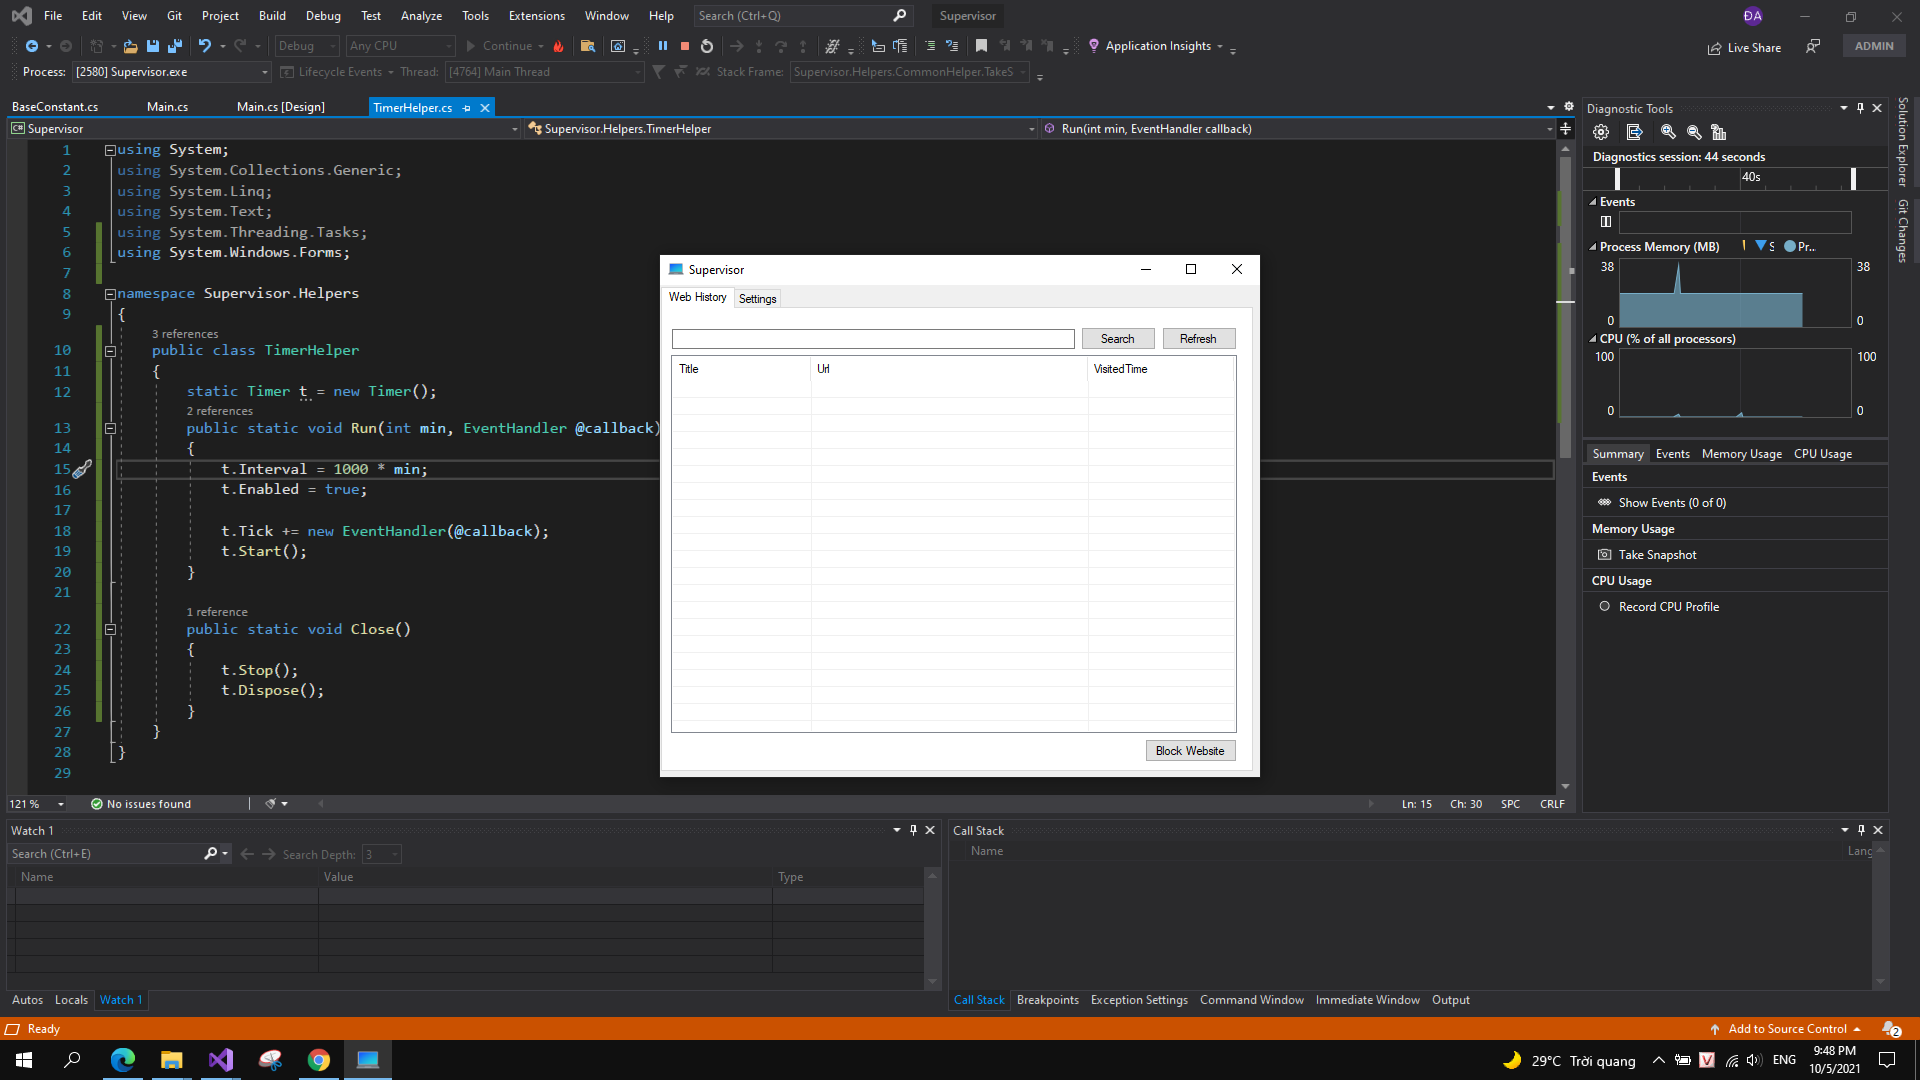 File Edit View Git Project Build Debug Test Analyze Tools Extensions Window Help Search (Ctrl+Q) Supervisor ĐA
Debug Any CPU Continue Application Insights Live Share ADMIN
Process: [2580] Supervisor.exe Lifecycle Events Thread: [4764] Main Thread Stack Frame: Supervisor.Helpers.CommonHelper.TakeS
BaseConstant.cs Main.cs Main.cs [Design] TimerHelper.cs
Supervisor Supervisor.Helpers.TimerHelper Run(int min, EventHandler callback)
1 using System;
2 using System.Collections.Generic;
3 using System.Linq;
4 using System.Text;
5 using System.Threading.Tasks;
6 using System.Windows.Forms;
7
8 namespace Supervisor.Helpers
9 {
3 references
10 public class TimerHelper
11 {
12 static Timer t = new Timer();
2 references
13 public static void Run(int min, EventHandler @callback)
14 {
15 t.Interval = 1000 * min;
16 t.Enabled = true;
17
18 t.Tick += new EventHandler(@callback);
19 t.Start();
20 }
21
1 reference
22 public static void Close()
23 {
24 t.Stop();
25 t.Dispose();
26 }
27 }
28 }
29
121 % No issues found Ln: 15 Ch: 30 SPC CRLF
Supervisor
Web History Settings
Search Refresh
Title Url VisitedTime
Block Website
Diagnostic Tools
Diagnostics session: 44 seconds
40s
Events
Process Memory (MB) S Pr...
38 38
0 0
CPU (% of all processors)
100 100
0 0
Summary Events Memory Usage CPU Usage
Events
Show Events (0 of 0)
Memory Usage
Take Snapshot
CPU Usage
Record CPU Profile
Solution Explorer
Git Changes
Watch 1
Search (Ctrl+E) Search Depth: 3
Name Value Type
Autos Locals Watch 1
Call Stack
Name Lang
Call Stack Breakpoints Exception Settings Command Window Immediate Window Output
Ready Add to Source Control 2
29°C Trời quang V ENG 9:48 PM
10/5/2021